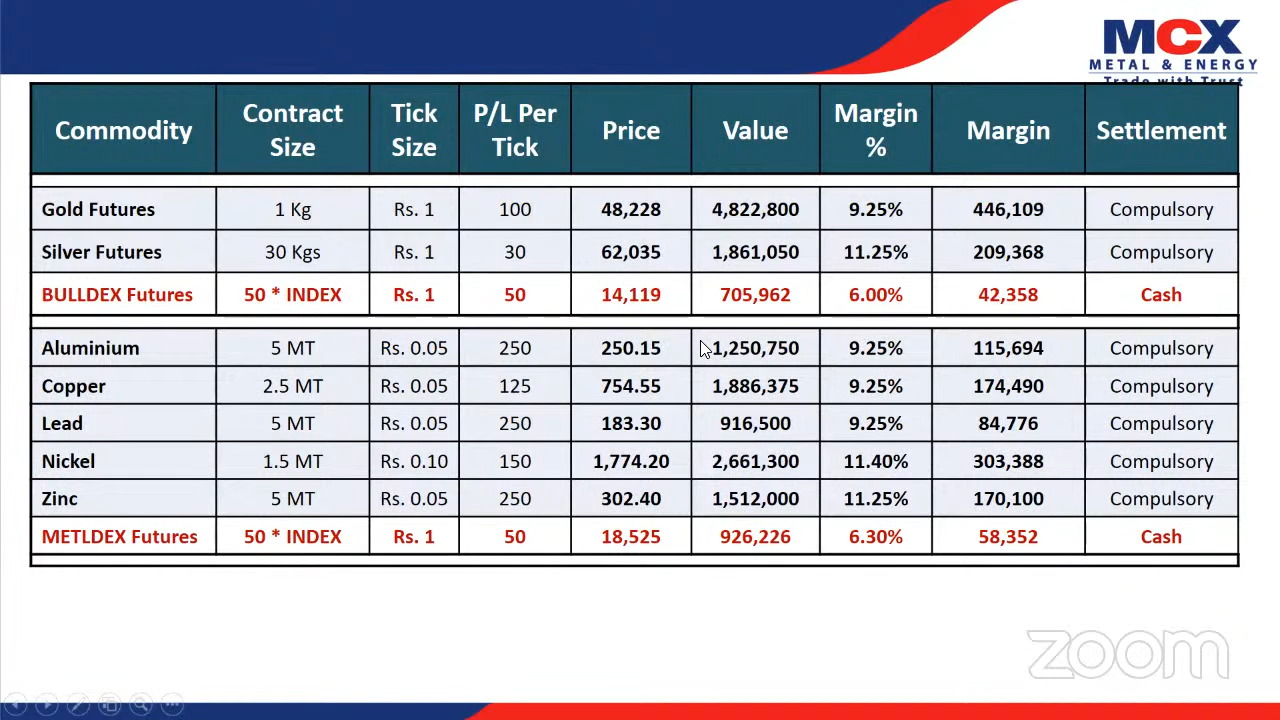 MCX
METAL & ENERGY
Trade with Trust
Commodity Contract Size Tick Size P/L Per Tick Price Value Margin % Margin Settlement
Gold Futures 1 Kg Rs. 1 100 48,228 4,822,800 9.25% 446,109 Compulsory
Silver Futures 30 Kgs Rs. 1 30 62,035 1,861,050 11.25% 209,368 Compulsory
BULLDEX Futures 50 * INDEX Rs. 1 50 14,119 705,962 6.00% 42,358 Cash
Aluminium 5 MT Rs. 0.05 250 250.15 1,250,750 9.25% 115,694 Compulsory
Copper 2.5 MT Rs. 0.05 125 754.55 1,886,375 9.25% 174,490 Compulsory
Lead 5 MT Rs. 0.05 250 183.30 916,500 9.25% 84,776 Compulsory
Nickel 1.5 MT Rs. 0.10 150 1,774.20 2,661,300 11.40% 303,388 Compulsory
Zinc 5 MT Rs. 0.05 250 302.40 1,512,000 11.25% 170,100 Compulsory
METLDEX Futures 50 * INDEX Rs. 1 50 18,525 926,226 6.30% 58,352 Cash
zoom